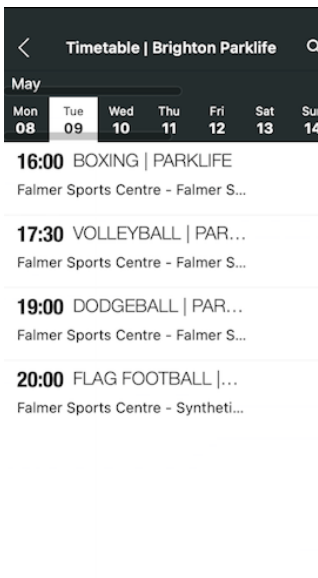 Timetable | Brighton Parklife
May
Mon Tue Wed Thu Fri Sat Su
08 09 10 11 12 13 14
16:00 BOXING | PARKLIFE
Falmer Sports Centre - Falmer S...
17:30 VOLLEYBALL | PAR...
Falmer Sports Centre - Falmer S...
19:00 DODGEBALL | PAR...
Falmer Sports Centre - Falmer S...
20:00 FLAG FOOTBALL |...
Falmer Sports Centre - Syntheti...